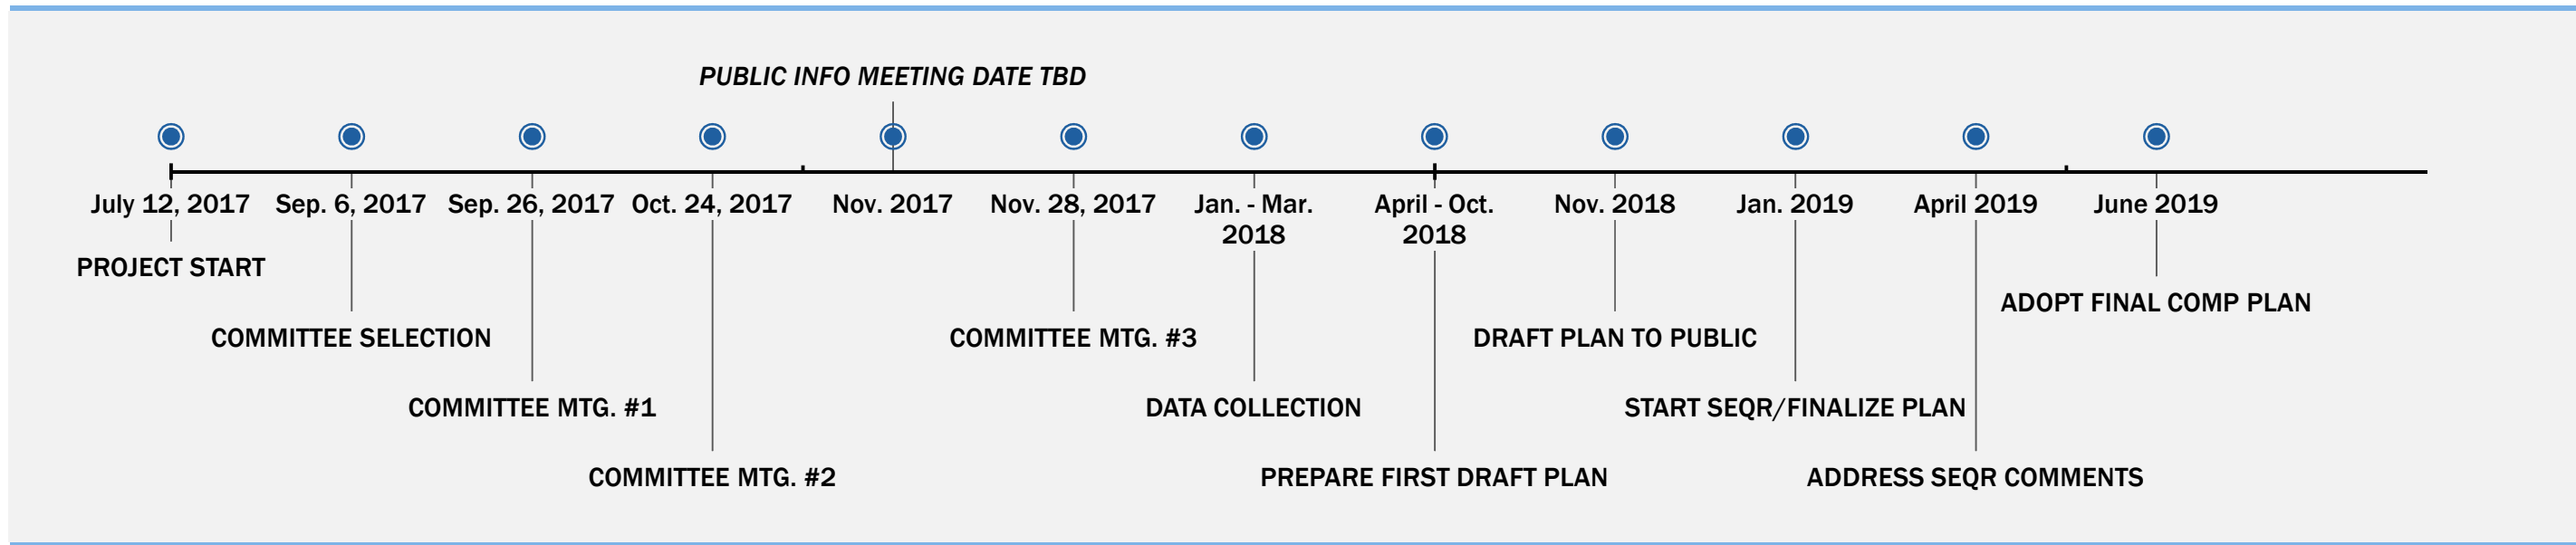 PUBLIC INFO MEETING DATE TBD
July 12, 2017
Sep. 6, 2017
Sep. 26, 2017
Oct. 24, 2017
Nov. 2017
Nov. 28, 2017
Jan. - Mar.
2018
April - Oct.
2018
Nov. 2018
Jan. 2019
April 2019
June 2019
PROJECT START
ADOPT FINAL COMP PLAN
COMMITTEE SELECTION
COMMITTEE MTG. #3
DRAFT PLAN TO PUBLIC
COMMITTEE MTG. #1
DATA COLLECTION
START SEQR/FINALIZE PLAN
COMMITTEE MTG. #2
PREPARE FIRST DRAFT PLAN
ADDRESS SEQR COMMENTS